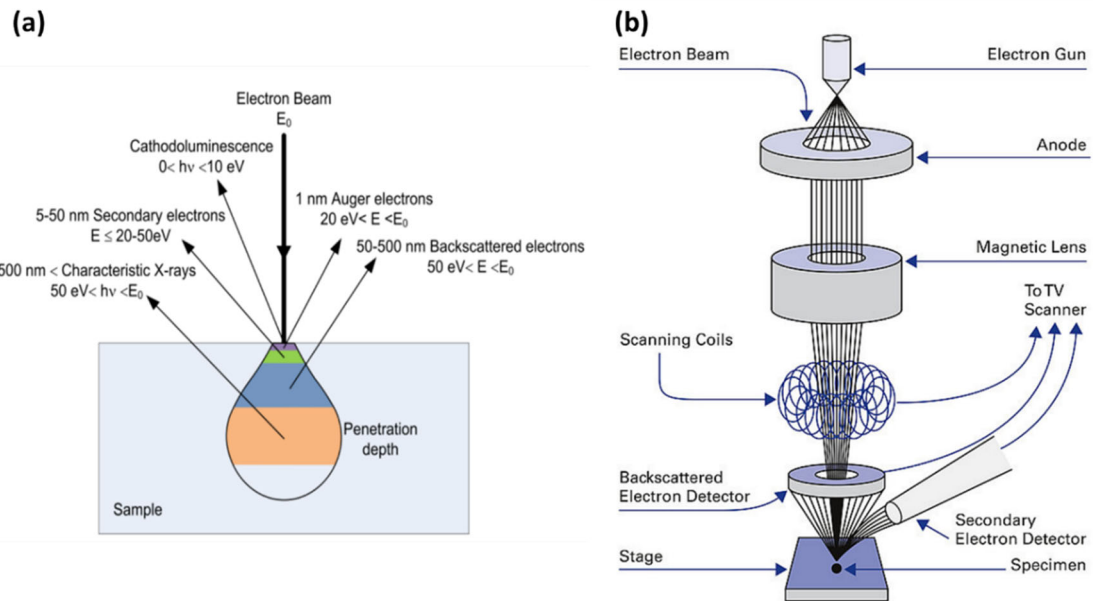 (a)
Electron Beam
E₀
Cathodoluminescence
0< hν <10 eV
1 nm Auger electrons
20 eV< E <E₀
5-50 nm Secondary electrons
E ≤ 20-50eV
50-500 nm Backscattered electrons
50 eV< E <E₀
500 nm < Characteristic X-rays
50 eV< hν <E₀
Penetration
depth
Sample
(b)
Electron Beam
Electron Gun
Anode
Magnetic Lens
To TV
Scanner
Scanning Coils
Backscattered
Electron Detector
Secondary
Electron Detector
Stage
Specimen